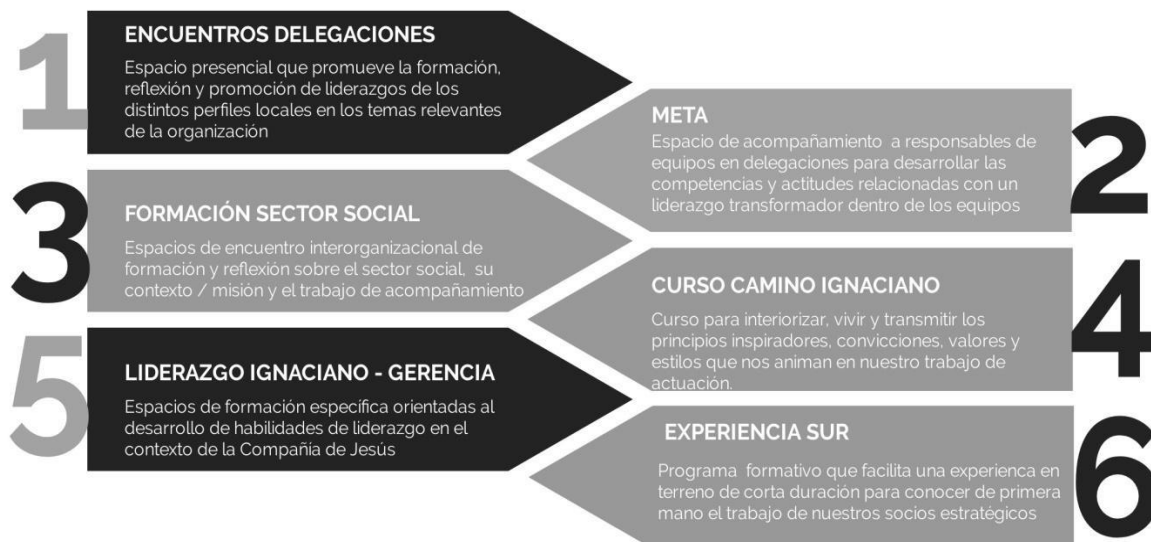 1
ENCUENTROS DELEGACIONES
Espacio presencial que promueve la formación,
reflexión y promoción de liderazgos de los
distintos perfiles locales en los temas relevantes
de la organización
2
META
Espacio de acompañamiento a responsables de
equipos en delegaciones para desarrollar las
competencias y actitudes relacionadas con un
liderazgo transformador dentro de los equipos
3
FORMACIÓN SECTOR SOCIAL
Espacios de encuentro interorganizacional de
formación y reflexión sobre el sector social, su
contexto / misión y el trabajo de acompañamiento
4
CURSO CAMINO IGNACIANO
Curso para interiorizar, vivir y transmitir los
principios inspiradores, convicciones, valores y
estilos que nos animan en nuestro trabajo de
actuación.
5
LIDERAZGO IGNACIANO - GERENCIA
Espacios de formación específica orientadas al
desarrollo de habilidades de liderazgo en el
contexto de la Compañía de Jesús
6
EXPERIENCIA SUR
Programa formativo que facilita una experienca en
terreno de corta duración para conocer de primera
mano el trabajo de nuestros socios estratégicos